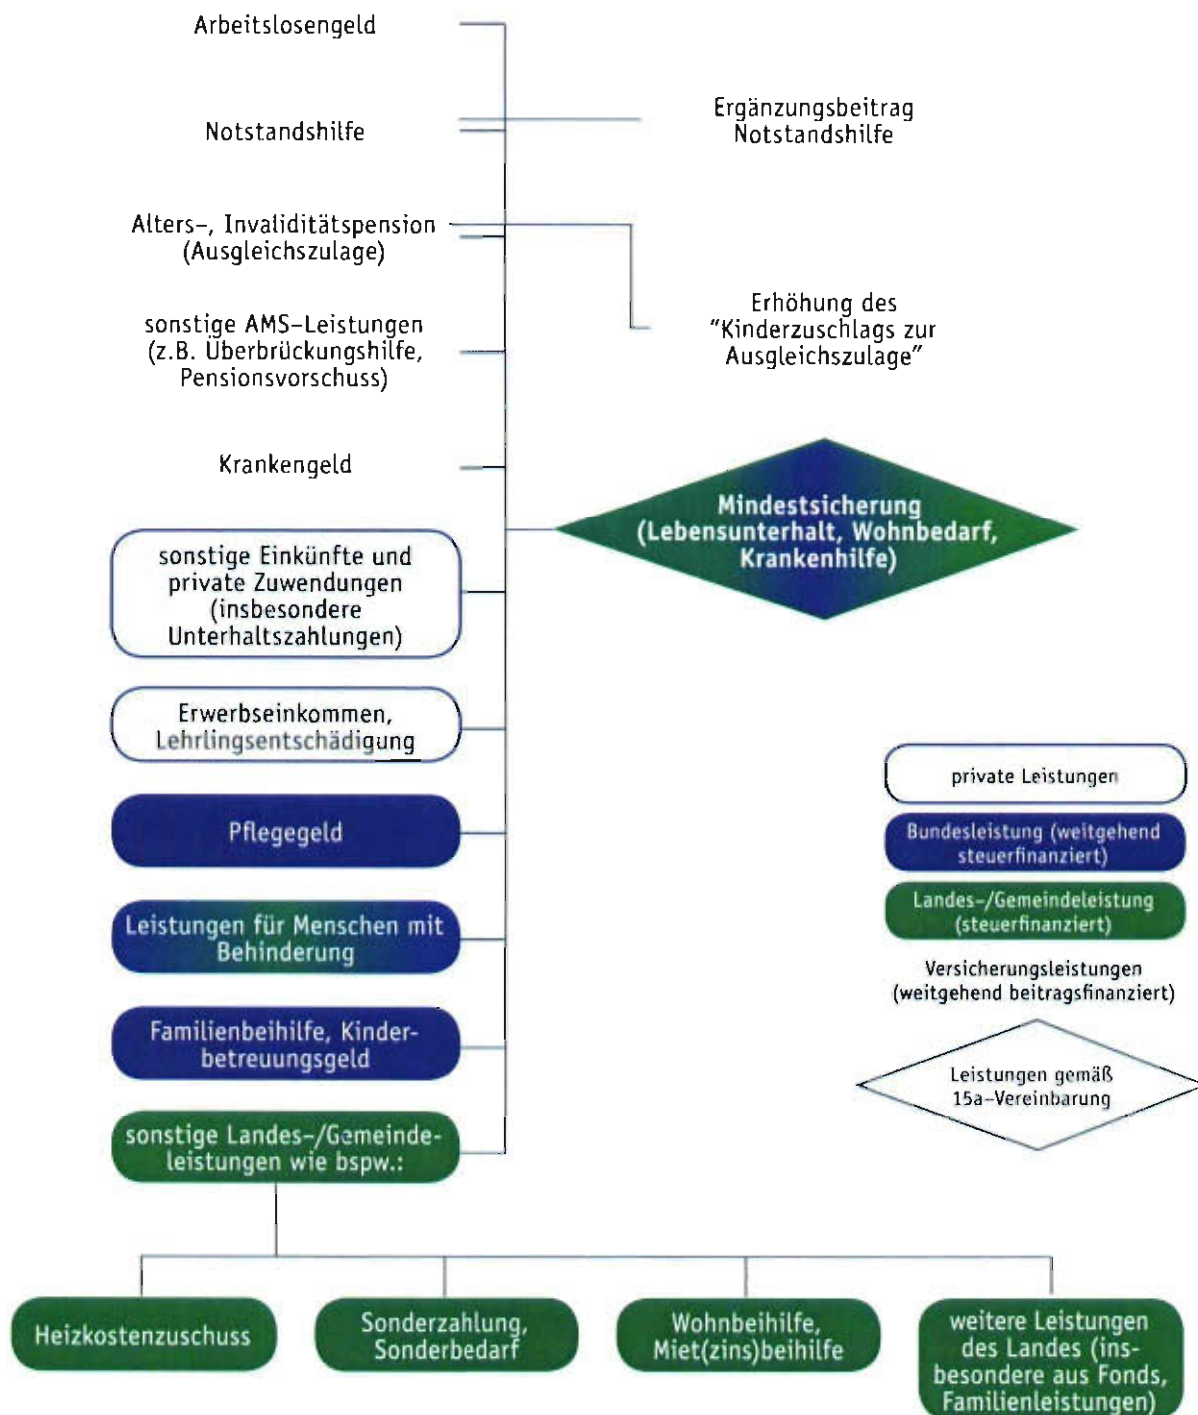 Arbeitslosengeld
Notstandshilfe
Ergänzungsbeitrag
Notstandshilfe
Alters-, Invaliditätspension
(Ausgleichszulage)
sonstige AMS-Leistungen
(z.B. Überbrückungshilfe,
Pensionsvorschuss)
Erhöhung des
"Kinderzuschlags zur
Ausgleichszulage"
Krankengeld
Mindestsicherung
(Lebensunterhalt, Wohnbedarf,
Krankenhilfe)
sonstige Einkünfte und
private Zuwendungen
(insbesondere
Unterhaltszahlungen)
Erwerbseinkommen,
Lehrlingsentschädigung
Pflegegeld
Leistungen für Menschen mit
Behinderung
Familienbeihilfe, Kinder-
betreuungsgeld
sonstige Landes-/Gemeinde-
leistungen wie bspw.:
private Leistungen
Bundesleistung (weitgehend
steuerfinanziert)
Landes-/Gemeindeleistung
(steuerfinanziert)
Versicherungsleistungen
(weitgehend beitragsfinanziert)
Leistungen gemäß
15a-Vereinbarung
Heizkostenzuschuss
Sonderzahlung,
Sonderbedarf
Wohnbeihilfe,
Miet(zins)beihilfe
weitere Leistungen
des Landes (ins-
besondere aus Fonds,
Familienleistungen)